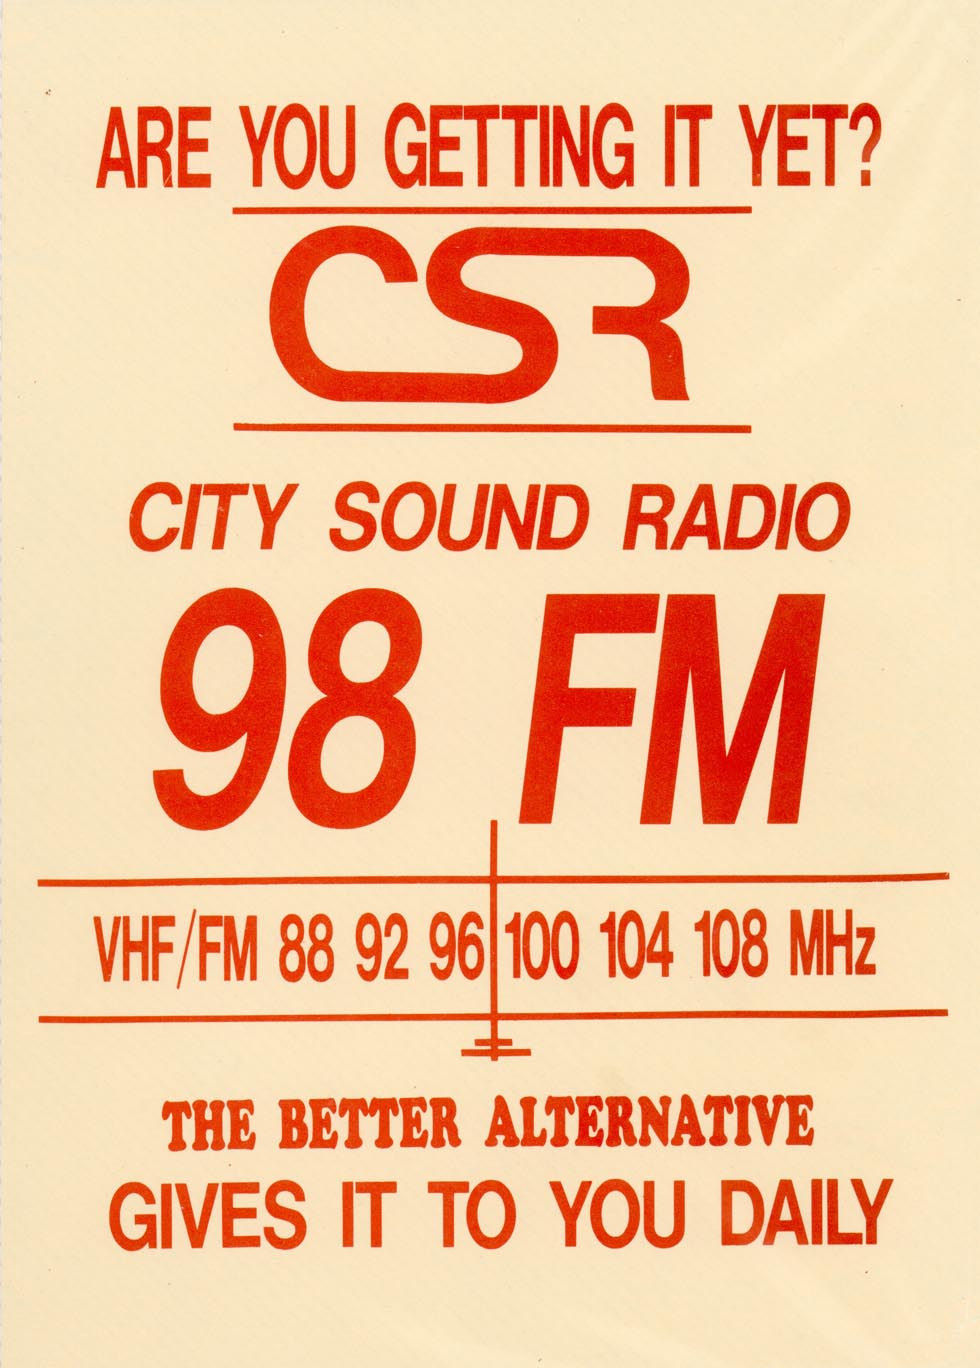 ARE YOU GETTING IT YET?
CSR
CITY SOUND RADIO
98 FM
VHF/FM 88 92 96 100 104 108 MHz
THE BETTER ALTERNATIVE
GIVES IT TO YOU DAILY